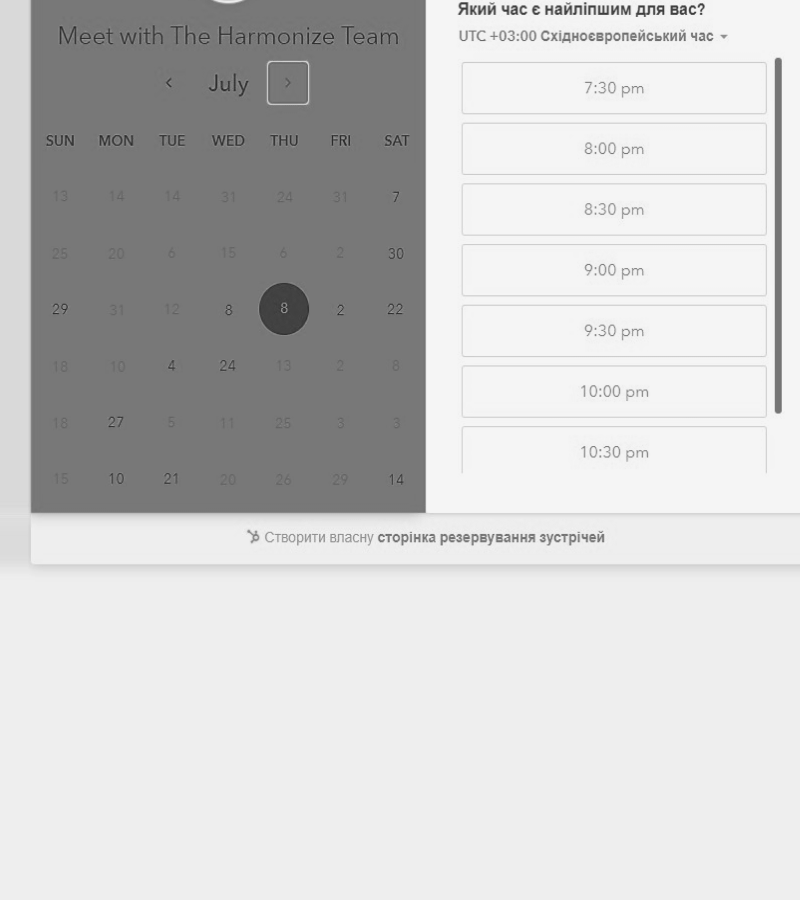 Meet with The Harmonize Team
July
SUN MON TUE WED THU FRI SAT
13 14 14 31 24 31 7
25 20 6 15 6 2 30
29 31 12 8 8 2 22
18 10 4 24 13 2 8
18 27 5 11 25 3 3
15 10 21 20 26 29 14
Який час є найліпшим для вас?
UTC +03:00 Східноєвропейський час
7:30 pm
8:00 pm
8:30 pm
9:00 pm
9:30 pm
10:00 pm
10:30 pm
Створити власну сторінка резервування зустрічей